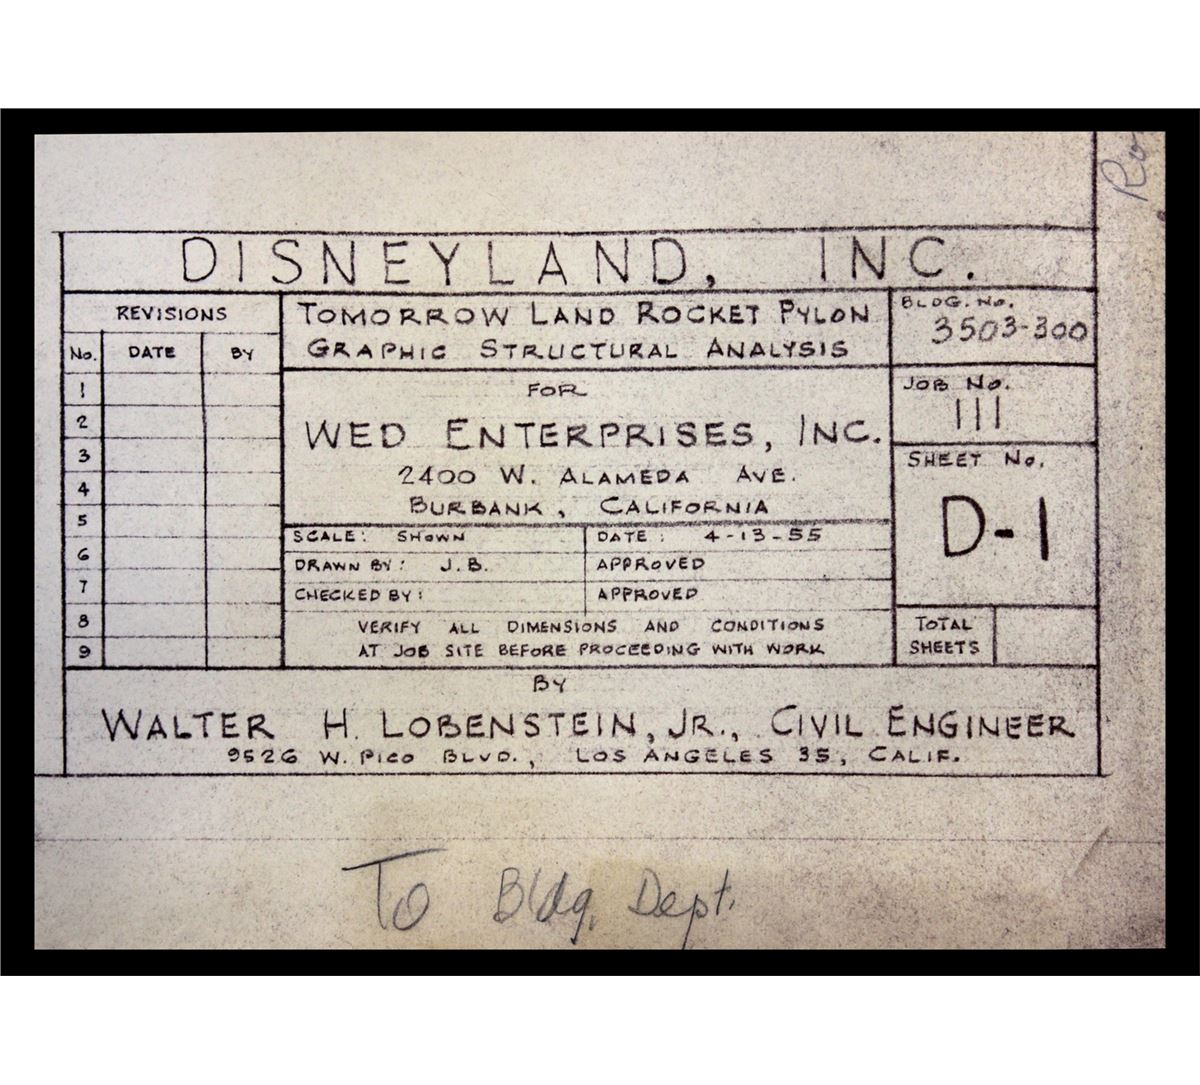 DISNEYLAND, INC.
REVISIONS
No. DATE BY
1
2
3
4
5
6
7
8
9
TOMORROW LAND ROCKET PYLON
GRAPHIC STRUCTURAL ANALYSIS
FOR
WED ENTERPRISES, INC.
2400 W. ALAMEDA AVE.
BURBANK, CALIFORNIA
SCALE: SHOWN
DATE: 4-13-55
DRAWN BY: J.B.
APPROVED
CHECKED BY:
APPROVED
VERIFY ALL DIMENSIONS AND CONDITIONS
AT JOB SITE BEFORE PROCEEDING WITH WORK
BLDG. No.
3503-300
JOB No.
111
SHEET No.
D-1
TOTAL
SHEETS
BY
WALTER H. LOBENSTEIN, JR., CIVIL ENGINEER
9526 W. PICO BLVD., LOS ANGELES 35, CALIF.
To Bldg. Dept.